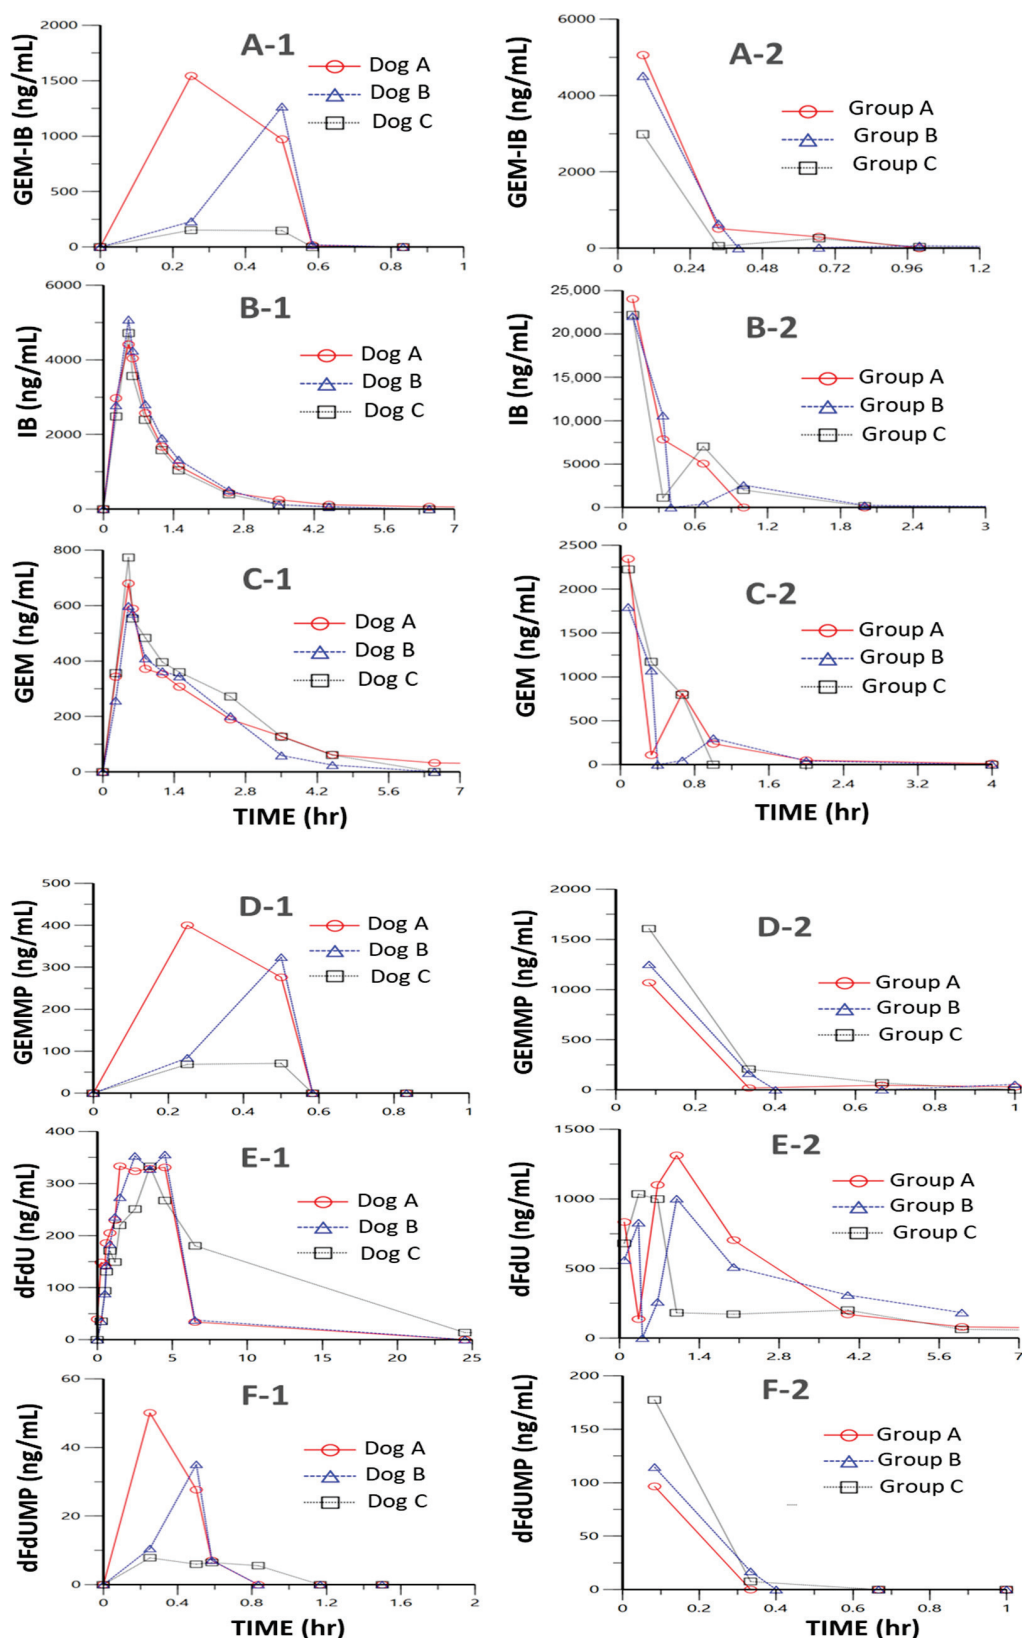 A-1
GEM-IB (ng/mL)
2000
1500
1000
500
0
0 0.2 0.4 0.6 0.8 1
Dog A
Dog B
Dog C
A-2
GEM-IB (ng/mL)
6000
4000
2000
0
0 0.24 0.48 0.72 0.96 1.2
Group A
Group B
Group C
B-1
IB (ng/mL)
6000
4000
2000
0
0 1.4 2.8 4.2 5.6 7
Dog A
Dog B
Dog C
B-2
IB (ng/mL)
25,000
20,000
15,000
10,000
5000
0
0 0.6 1.2 1.8 2.4 3
Group A
Group B
Group C
C-1
GEM (ng/mL)
800
600
400
200
0
0 1.4 2.8 4.2 5.6 7
TIME (hr)
Dog A
Dog B
Dog C
C-2
GEM (ng/mL)
2500
2000
1500
1000
500
0
0 0.8 1.6 2.4 3.2 4
TIME (hr)
Group A
Group B
Group C
D-1
GEMMP (ng/mL)
500
400
300
200
100
0
0 0.2 0.4 0.6 0.8 1
Dog A
Dog B
Dog C
D-2
GEMMP (ng/mL)
2000
1500
1000
500
0
0 0.2 0.4 0.6 0.8 1
Group A
Group B
Group C
E-1
dFdU (ng/mL)
400
300
200
100
0
0 5 10 15 20 25
Dog A
Dog B
Dog C
E-2
dFdU (ng/mL)
1500
1000
500
0
0 1.4 2.8 4.2 5.6 7
Group A
Group B
Group C
F-1
dFdUMP (ng/mL)
60
40
20
0
0 0.4 0.8 1.2 1.6 2
TIME (hr)
Dog A
Dog B
Dog C
F-2
dFdUMP (ng/mL)
200
150
100
50
0
0 0.2 0.4 0.6 0.8 1
TIME (hr)
Group A
Group B
Group C